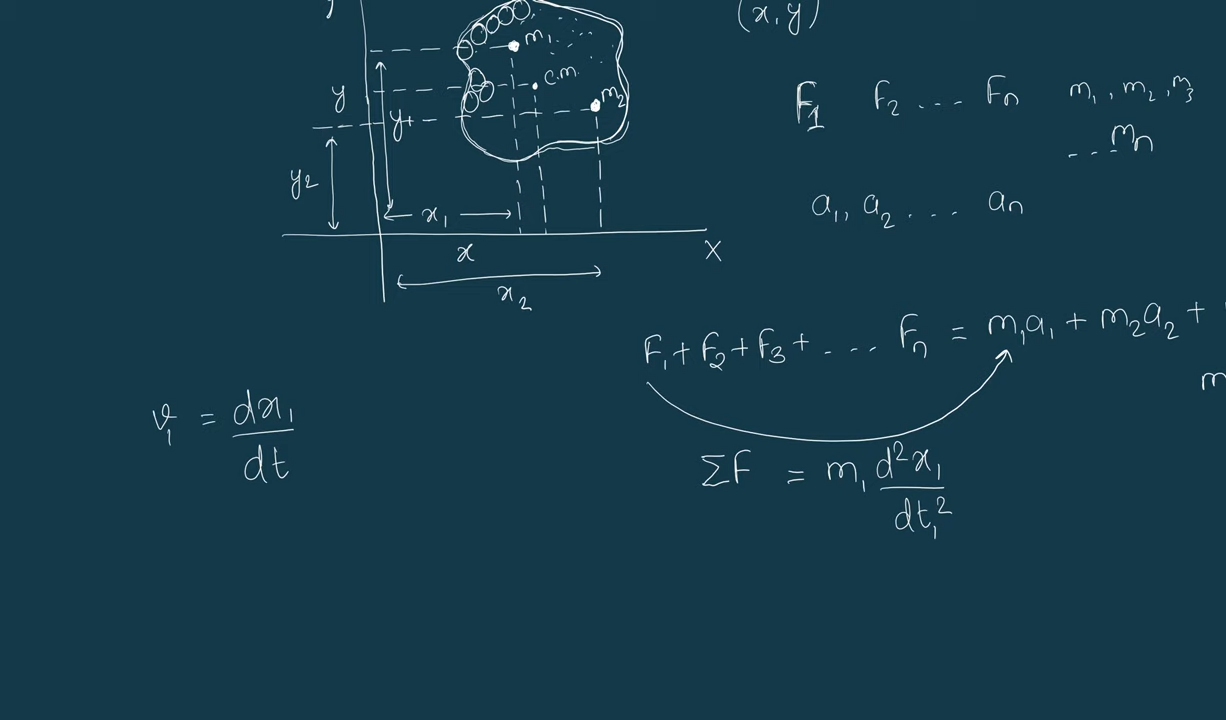 (x, y)
m₁
c.m.
m₂
y
y₁
y₂
x₁
x
x₂
X
F₁ F₂ .... Fn m₁, m₂, m₃
... mn
a₁, a₂ .... an
F₁ + F₂ + F₃ + .... Fn = m₁a₁ + m₂a₂ +
m
v₁ = dx₁/dt
ΣF = m₁ d²x₁/dt₁²